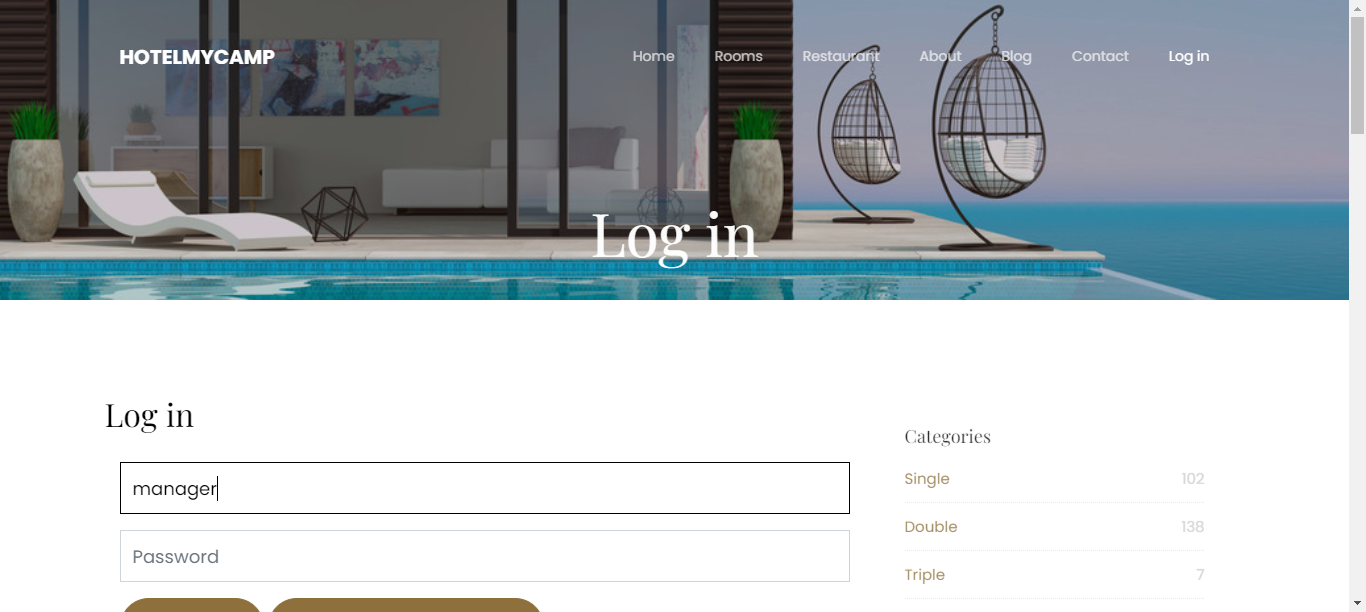 HOTELMYCAMP
Home Rooms Restaurant About Blog Contact Log in
Log in
Log in
manager
Password
Categories
Single 102
Double 138
Triple 7